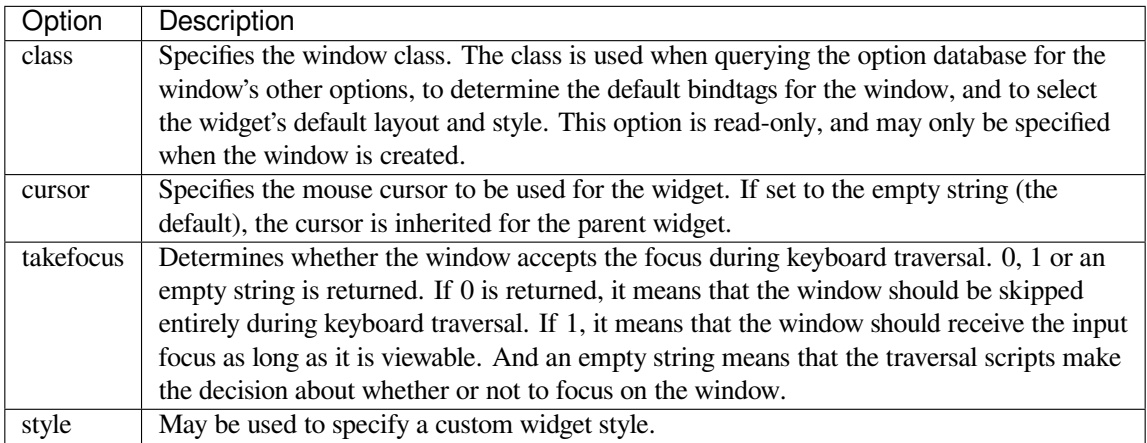 Option Description
class Specifies the window class. The class is used when querying the option database for the
window's other options, to determine the default bindtags for the window, and to select
the widget's default layout and style. This option is read-only, and may only be specified
when the window is created.
cursor Specifies the mouse cursor to be used for the widget. If set to the empty string (the
default), the cursor is inherited for the parent widget.
takefocus Determines whether the window accepts the focus during keyboard traversal. 0, 1 or an
empty string is returned. If 0 is returned, it means that the window should be skipped
entirely during keyboard traversal. If 1, it means that the window should receive the input
focus as long as it is viewable. And an empty string means that the traversal scripts make
the decision about whether or not to focus on the window.
style May be used to specify a custom widget style.